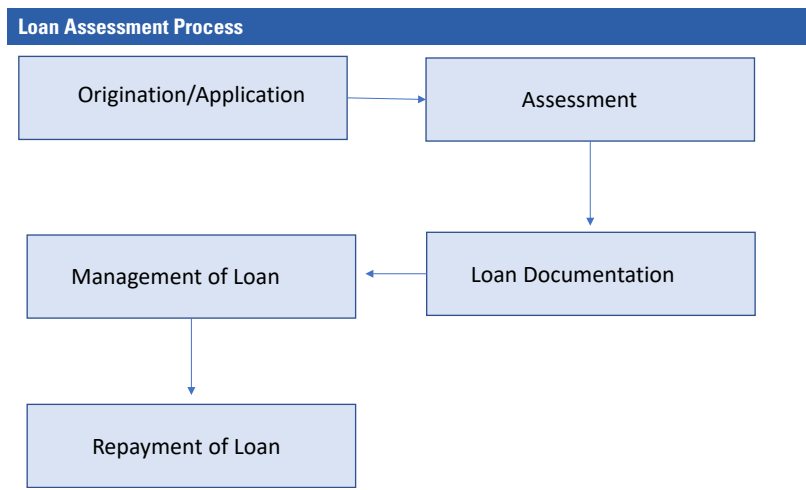 Loan Assessment Process
Origination/Application
Assessment
Loan Documentation
Management of Loan
Repayment of Loan